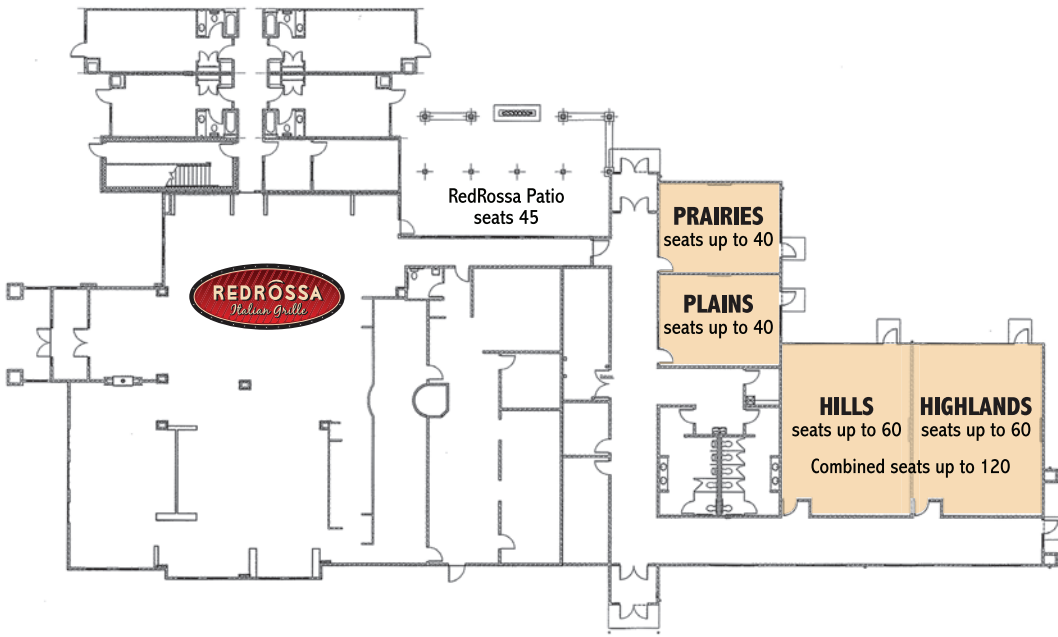 RedRossa Patio
seats 45
PRAIRIES
seats up to 40
REDROSSA
Italian Grille
PLAINS
seats up to 40
HILLS
seats up to 60
HIGHLANDS
seats up to 60
Combined seats up to 120